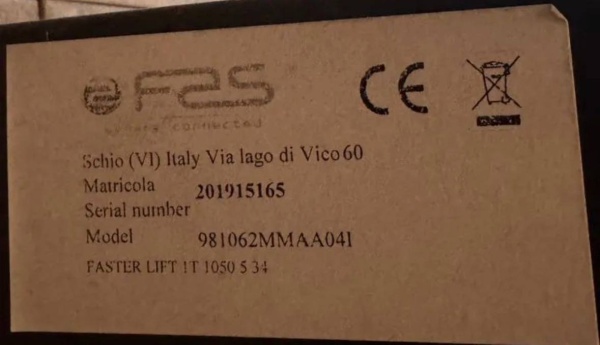 FAS
CE
Schio (VI) Italy Via lago di Vico 60
Matricola
201915165
Serial number
Model 981062MMAA041
FASTER LIFT 1T 1050 5 34